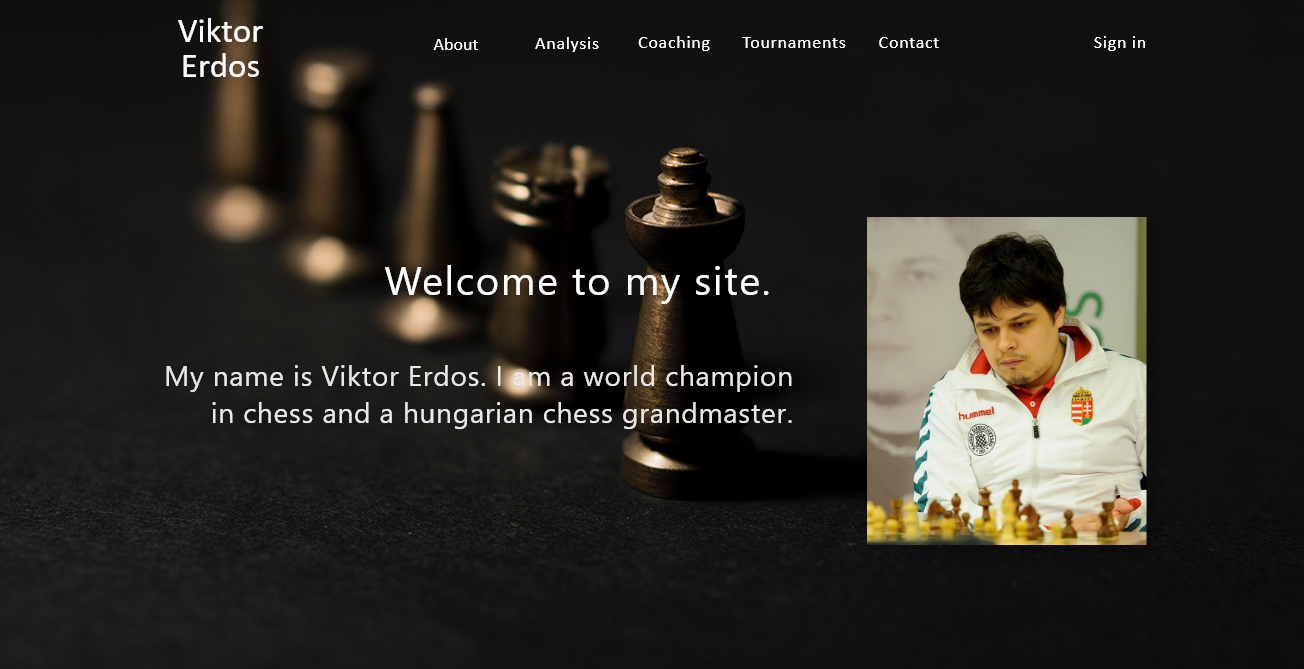 Viktor
Erdos
About
Analysis
Coaching
Tournaments
Contact
Sign in
Welcome to my site.
My name is Viktor Erdos. I am a world champion
in chess and a hungarian chess grandmaster.
hummel